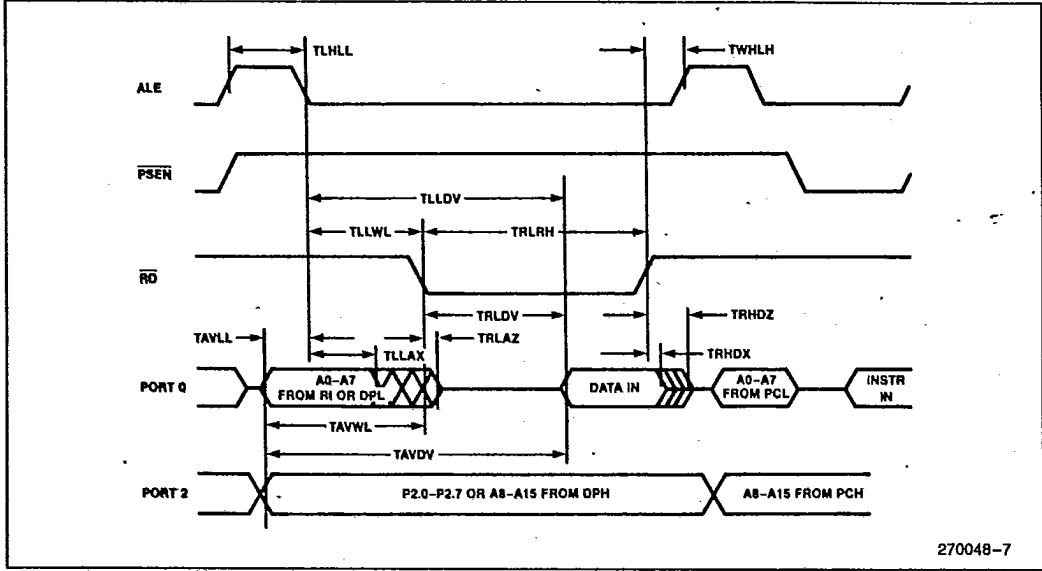 TLHLL
TWHLH
ALE
PSEN
TLLDV
TLLWL
TRLRH
RD
TRLDV
TRHDZ
TAVLL
TRLAZ
TLLAX
TRHDX
PORT 0
A0–A7
FROM RI OR DPL
DATA IN
A0–A7
FROM PCL
INSTR
IN
TAVWL
TAVDV
PORT 2
P2.0–P2.7 OR A8–A15 FROM DPH
A8–A15 FROM PCH
270048–7